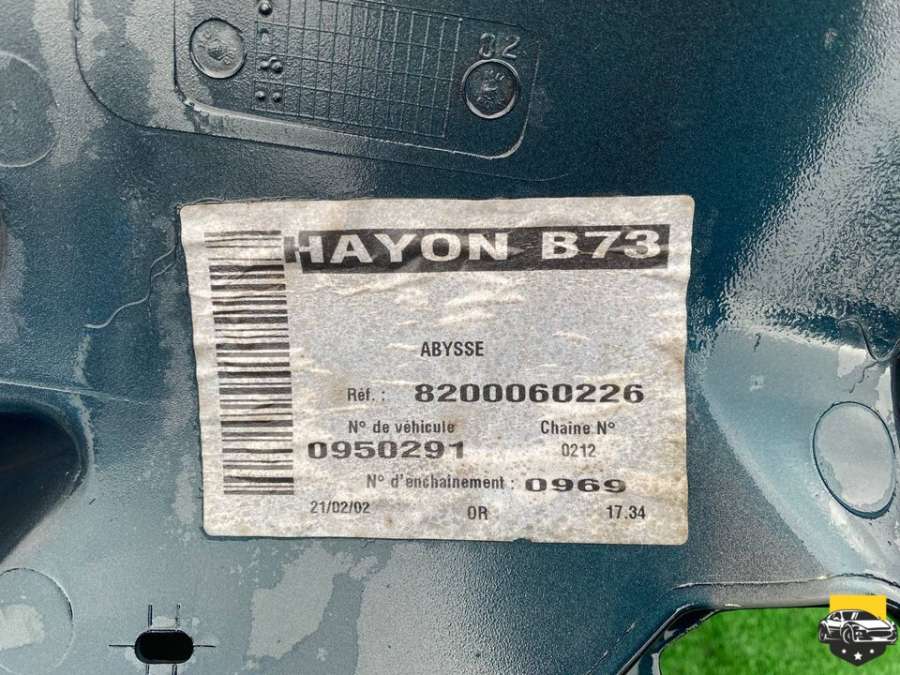 32
HAYON B73
ABYSSE
Réf. : 8200060226
N° de véhicule Chaine N°
0950291 0212
N° d'enchainement : 0969
21/02/02 OR 17.34